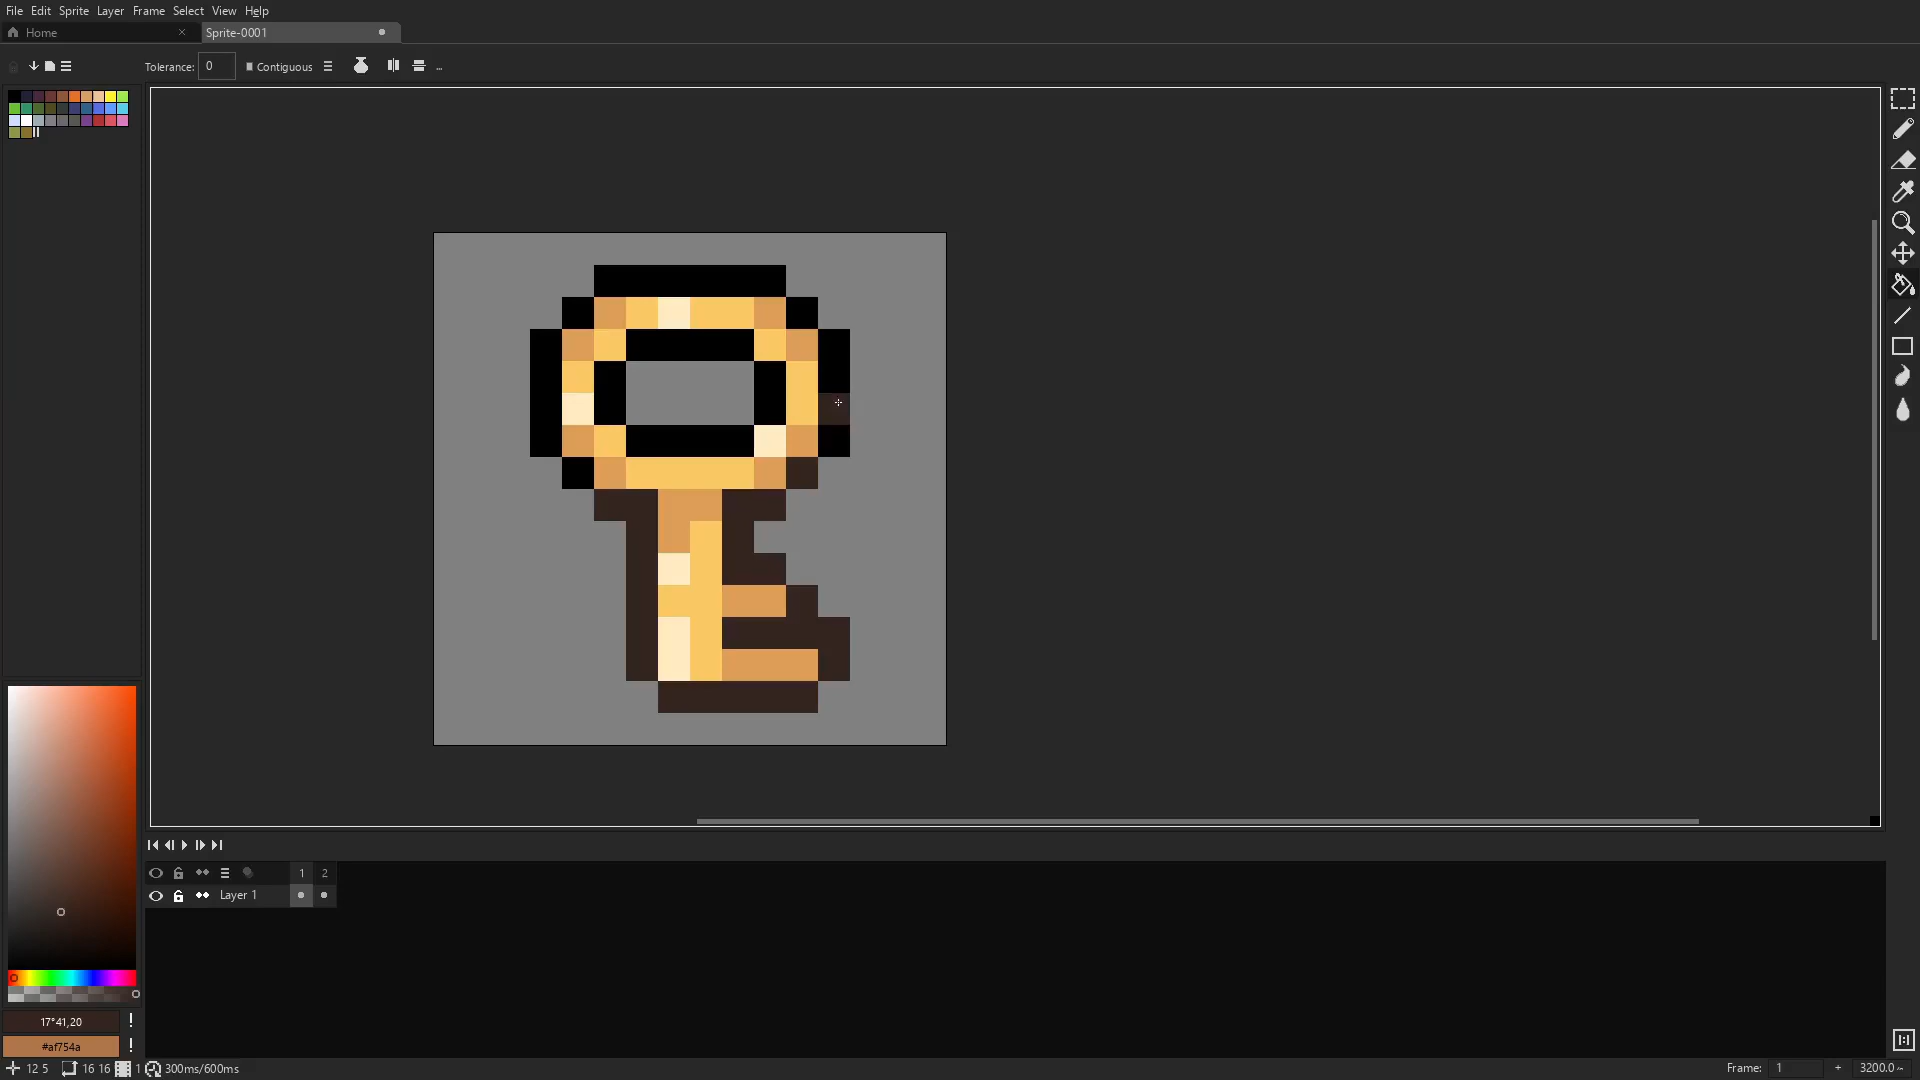 File Edit Sprite Layer Frame Select View Help
Home
Sprite-0001
Tolerance: 0 Contiguous ...
1 2
Layer 1
17°41,20 !
#af754a !
12 5 16 16 1 300ms/600ms
Frame: 1 + 3200.0